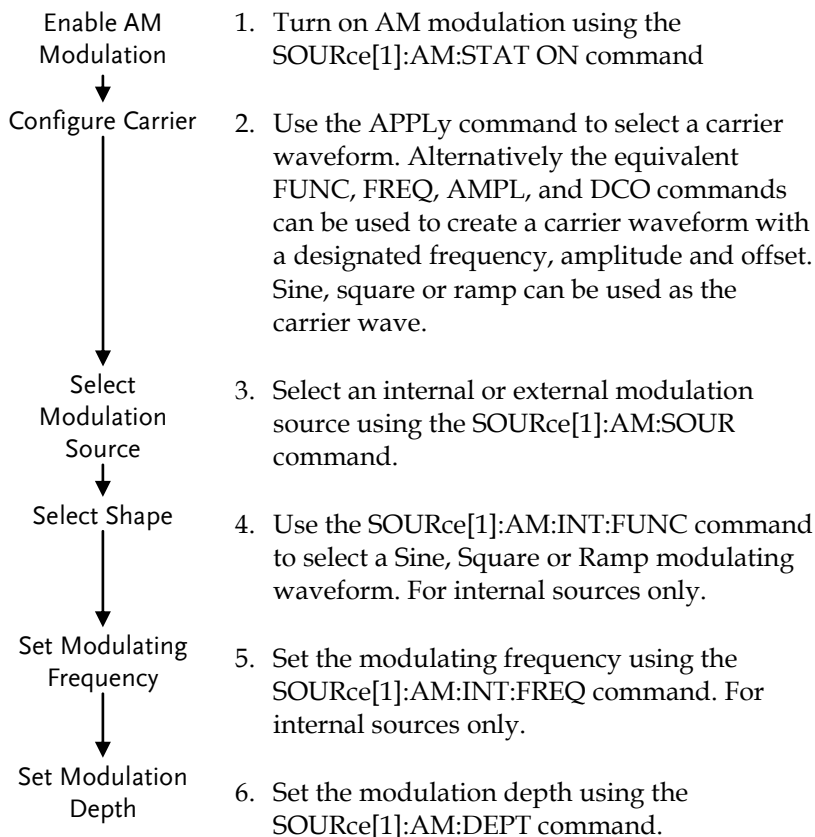 Enable AM
Modulation
1. Turn on AM modulation using the
SOURce[1]:AM:STAT ON command
Configure Carrier
2. Use the APPLy command to select a carrier
waveform. Alternatively the equivalent
FUNC, FREQ, AMPL, and DCO commands
can be used to create a carrier waveform with
a designated frequency, amplitude and offset.
Sine, square or ramp can be used as the
carrier wave.
Select
Modulation
Source
3. Select an internal or external modulation
source using the SOURce[1]:AM:SOUR
command.
Select Shape
4. Use the SOURce[1]:AM:INT:FUNC command
to select a Sine, Square or Ramp modulating
waveform. For internal sources only.
Set Modulating
Frequency
5. Set the modulating frequency using the
SOURce[1]:AM:INT:FREQ command. For
internal sources only.
Set Modulation
Depth
6. Set the modulation depth using the
SOURce[1]:AM:DEPT command.